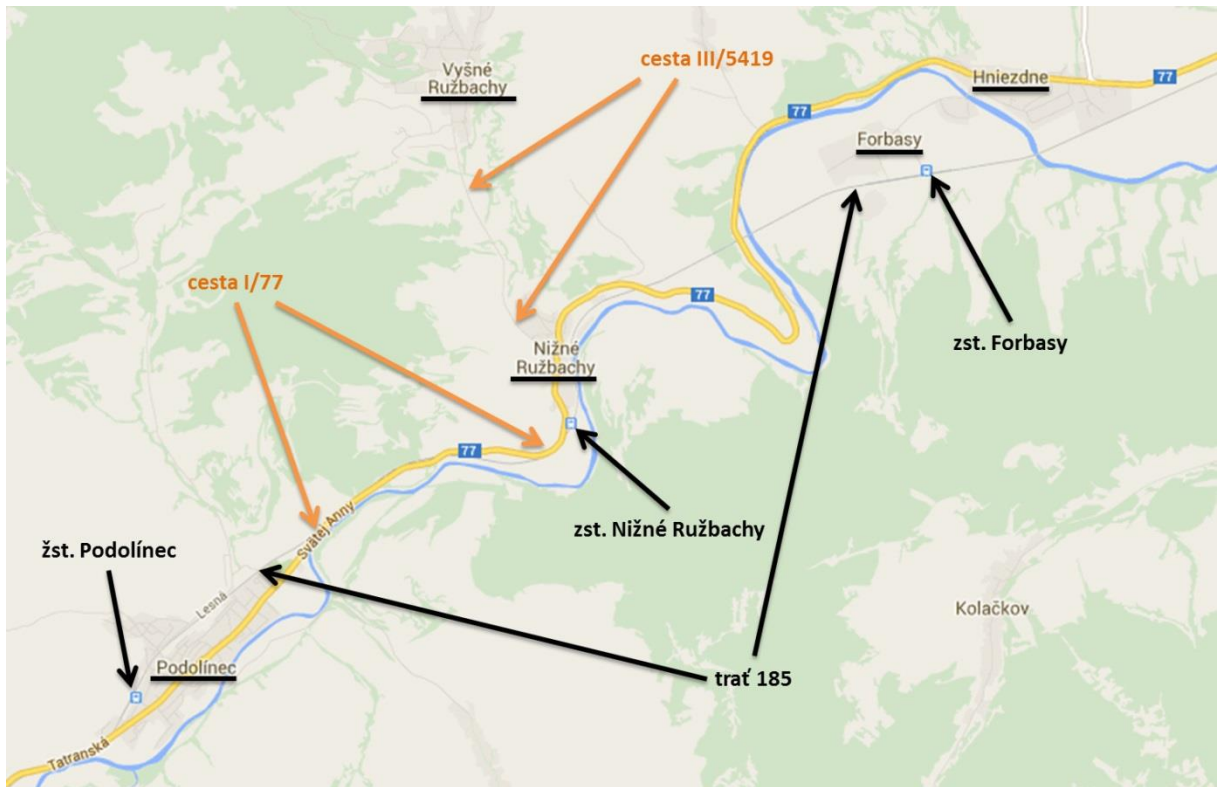 cesta III/5419
Vyšné
Ružbachy
Hniezdne
77
77
Forbasy
cesta I/77
77
Nižné
Ružbachy
zst. Forbasy
77
zst. Nižné Ružbachy
Svätej Anny
žst. Podolínec
Lesná
Kolačkov
Podolínec
trať 185
Tatranská